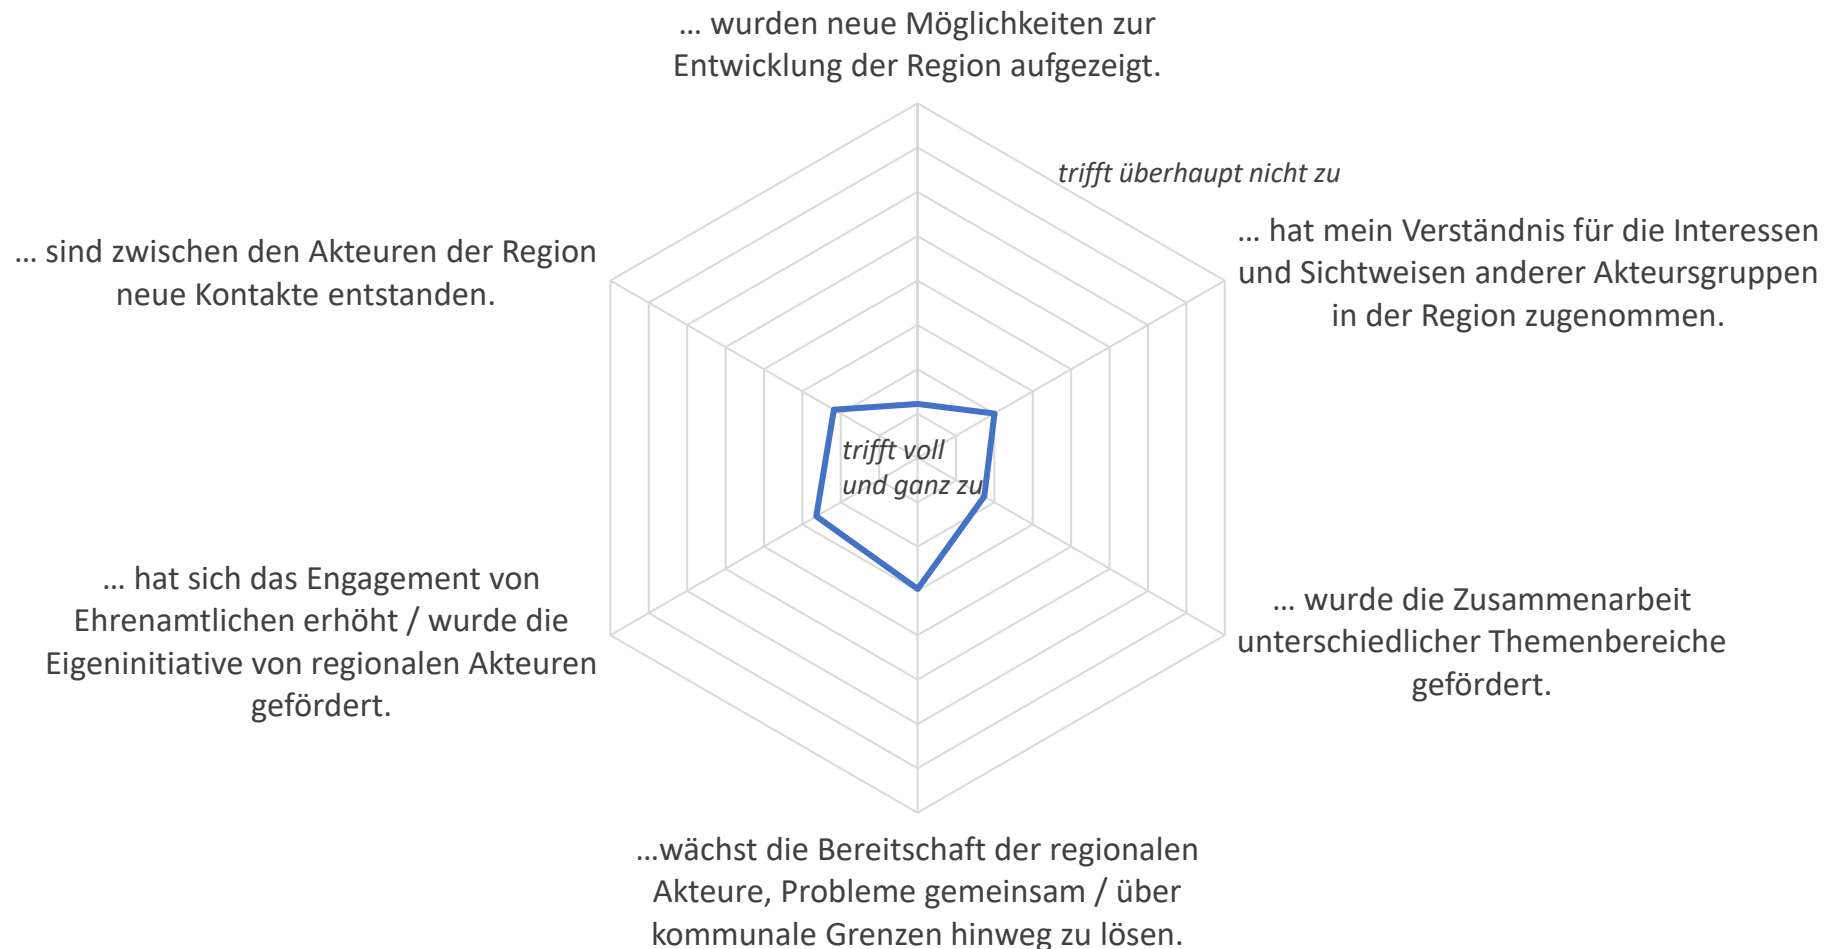 ... wurden neue Möglichkeiten zur
Entwicklung der Region aufgezeigt.
trifft überhaupt nicht zu
... hat mein Verständnis für die Interessen
und Sichtweisen anderer Akteursgruppen
in der Region zugenommen.
... sind zwischen den Akteuren der Region
neue Kontakte entstanden.
trifft voll
und ganz zu
... hat sich das Engagement von
Ehrenamtlichen erhöht / wurde die
Eigeninitiative von regionalen Akteuren
gefördert.
... wurde die Zusammenarbeit
unterschiedlicher Themenbereiche
gefördert.
...wächst die Bereitschaft der regionalen
Akteure, Probleme gemeinsam / über
kommunale Grenzen hinweg zu lösen.